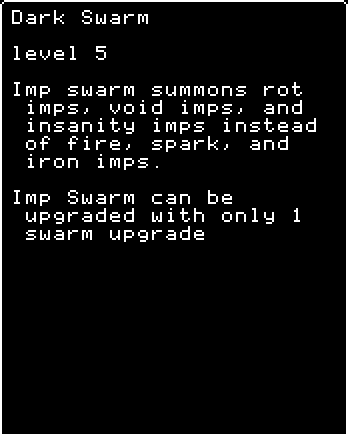 Dark Swarm
level 5
Imp swarm summons rot
imps, void imps, and
insanity imps instead
of fire, spark, and
iron imps.
Imp Swarm can be
upgraded with only 1
swarm upgrade